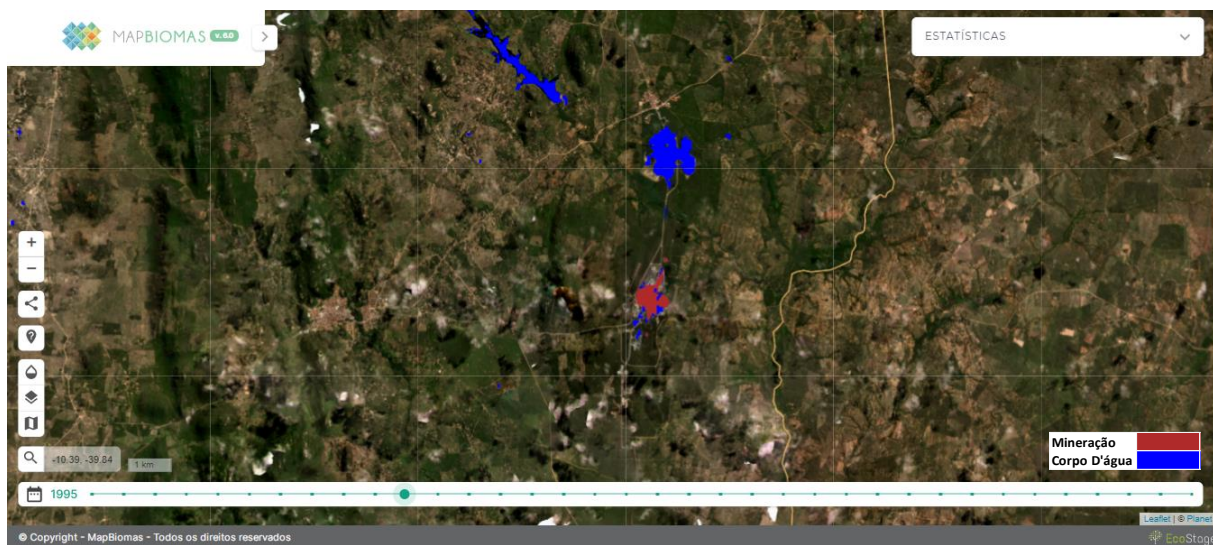 MAPBIOMAS v. 6.0
ESTATÍSTICAS
+
−
-10.39, -39.84
1 km
Mineração
Corpo D'água
1995
Leaflet | © Planet
© Copyright - MapBiomas - Todos os direitos reservados
EcoStage